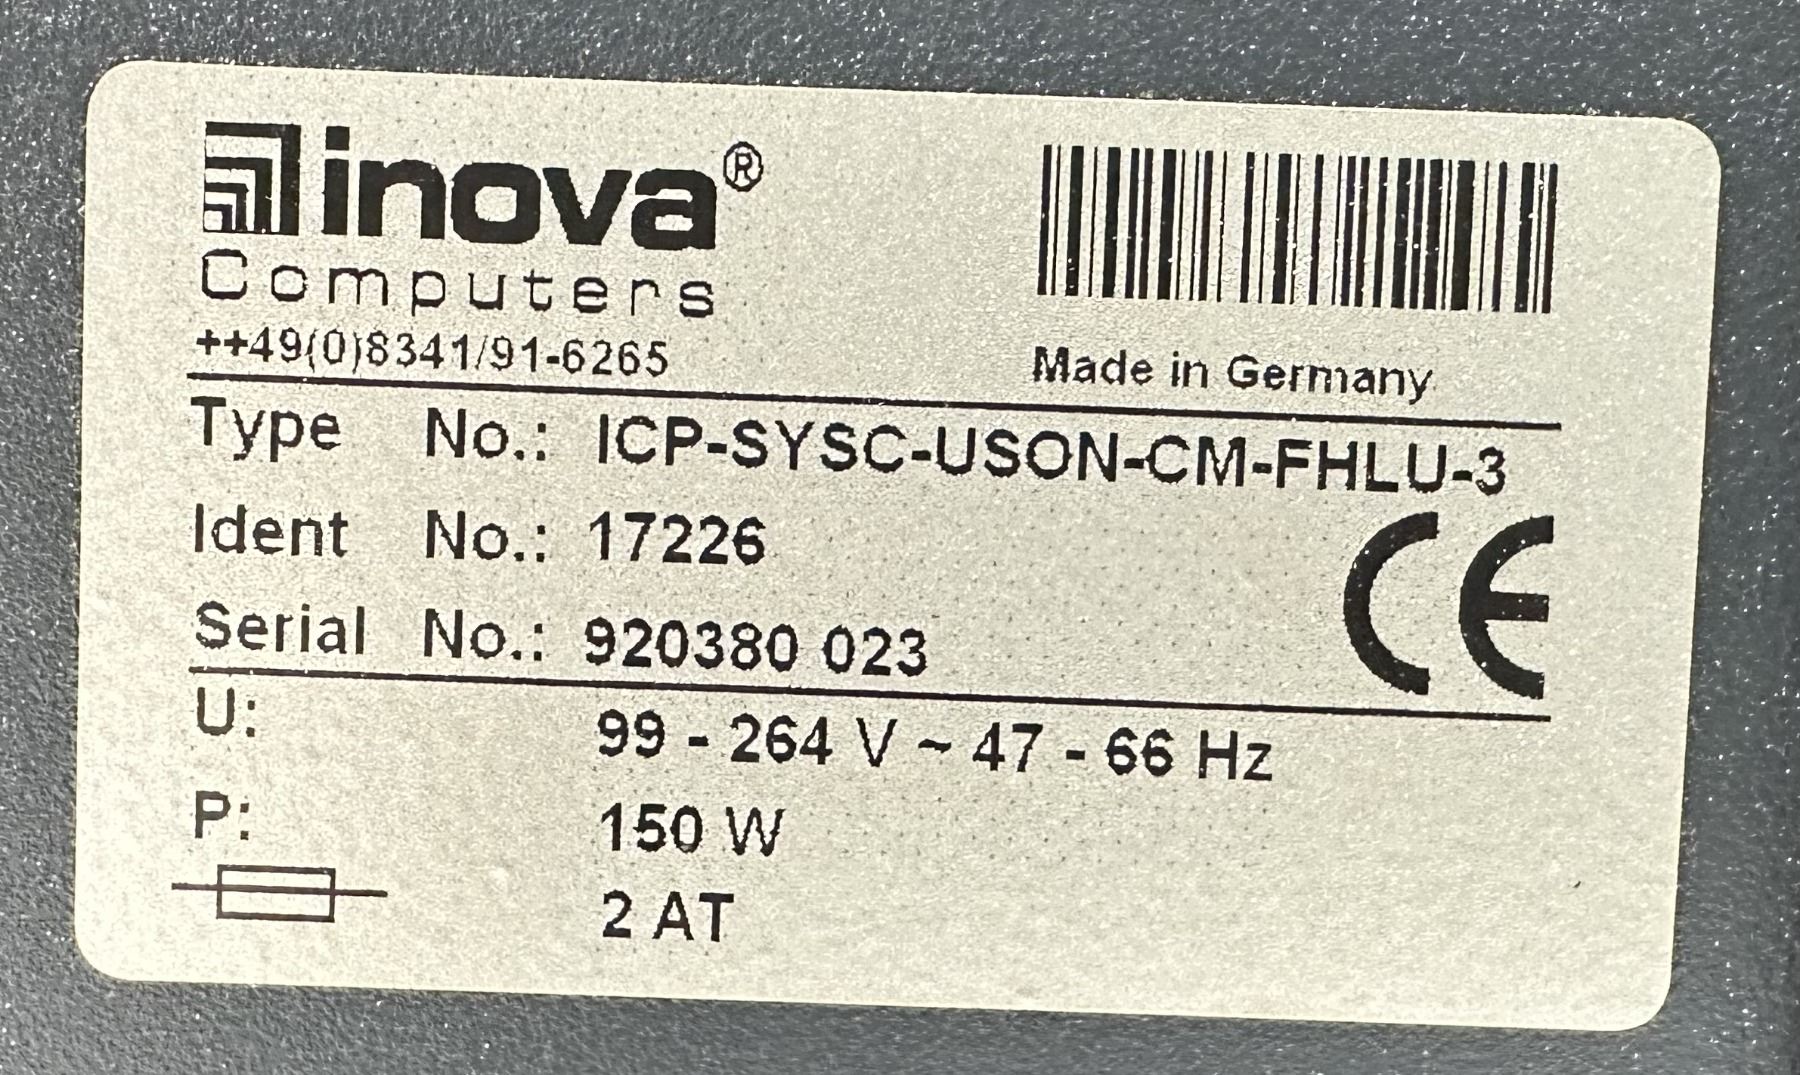 inova®
Computers
++49(0)8341/91-6265
Made in Germany
Type No.: ICP-SYSC-USON-CM-FHLU-3
Ident No.: 17226
Serial No.: 920380 023
CE
U: 99 - 264 V ~ 47 - 66 Hz
P: 150 W
2 AT